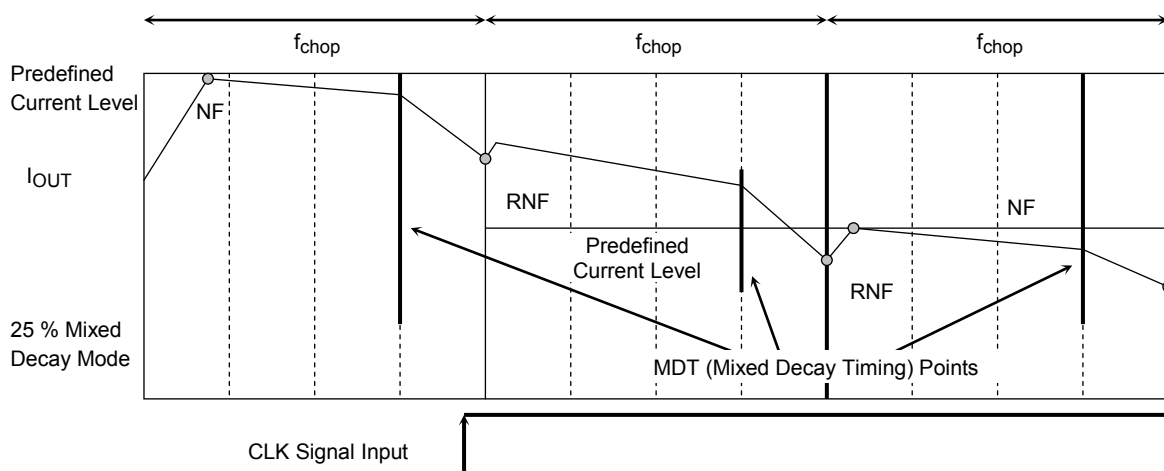 fchop fchop fchop
Predefined
Current Level
NF
IOUT
RNF
NF
Predefined
Current Level
RNF
25 % Mixed
Decay Mode
MDT (Mixed Decay Timing) Points
CLK Signal Input